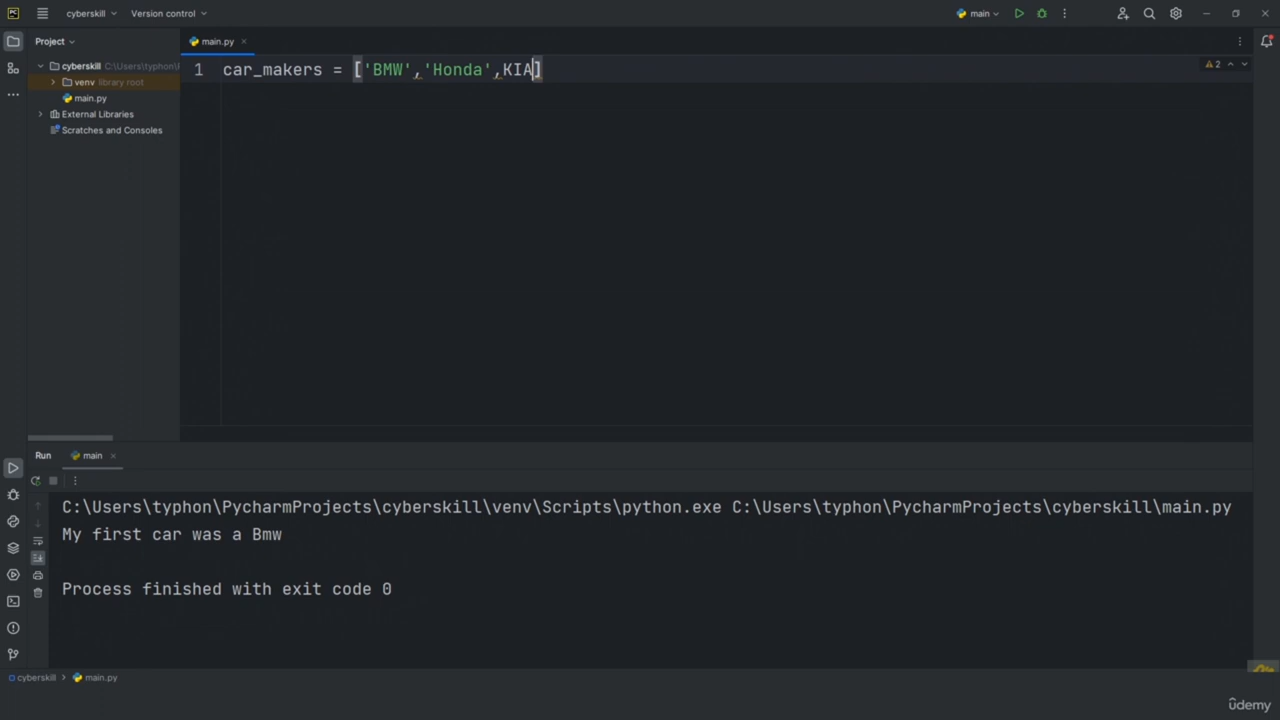 PC cyberskill Version control main
Project
main.py
cyberskill C:\Users\typhon\
venv library root
main.py
External Libraries
Scratches and Consoles
1 car_makers = ['BMW','Honda',KIA]
2
Run main
C:\Users\typhon\PycharmProjects\cyberskill\venv\Scripts\python.exe C:\Users\typhon\PycharmProjects\cyberskill\main.py
My first car was a Bmw
Process finished with exit code 0
cyberskill > main.py
ûdemy